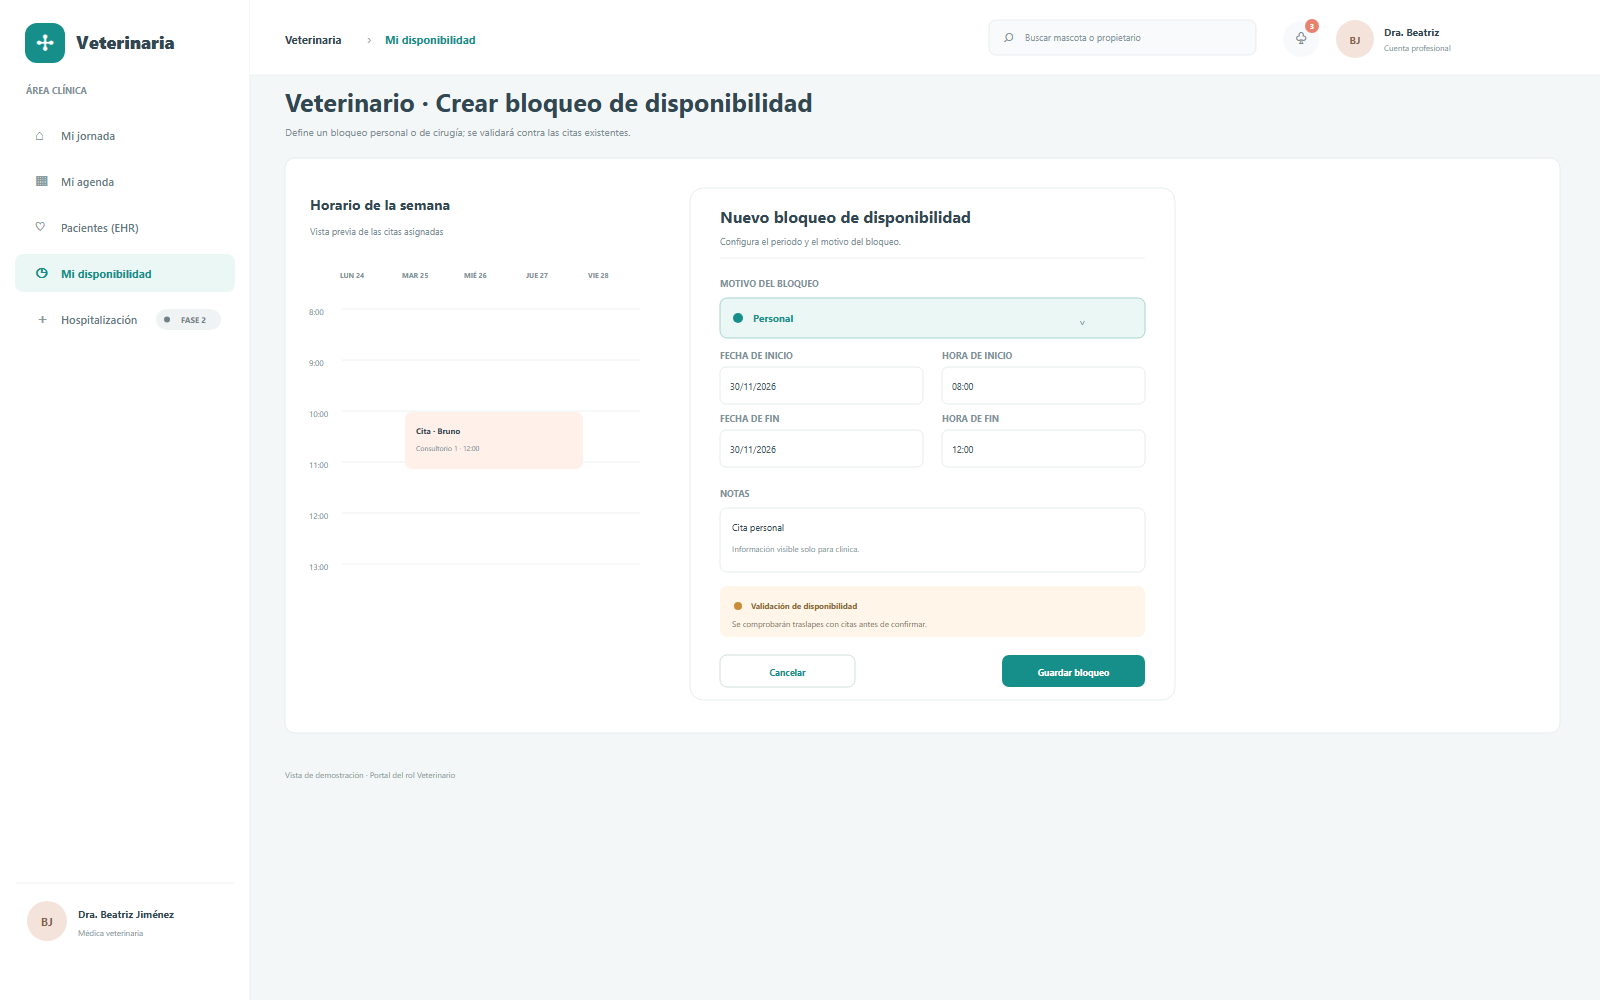 Veterinaria
ÁREA CLÍNICA
Mi jornada
Mi agenda
Pacientes (EHR)
Mi disponibilidad
Hospitalización
FASE 2
Dra. Beatriz Jiménez
Médica veterinaria
BJ
Veterinaria › Mi disponibilidad
Buscar mascota o propietario
3
BJ
Dra. Beatriz
Cuenta profesional
Veterinario · Crear bloqueo de disponibilidad
Define un bloqueo personal o de cirugía; se validará contra las citas existentes.
Horario de la semana
Vista previa de las citas asignadas
LUN 24 MAR 25 MIÉ 26 JUE 27 VIE 28
8:00
9:00
10:00
Cita · Bruno
Consultorio 1 · 12:00
11:00
12:00
13:00
Nuevo bloqueo de disponibilidad
Configura el periodo y el motivo del bloqueo.
MOTIVO DEL BLOQUEO
Personal
FECHA DE INICIO HORA DE INICIO
30/11/2026 08:00
FECHA DE FIN HORA DE FIN
30/11/2026 12:00
NOTAS
Cita personal
Información visible solo para clínica.
Validación de disponibilidad
Se comprobarán traslapes con citas antes de confirmar.
Cancelar Guardar bloqueo
Vista de demostración · Portal del rol Veterinario